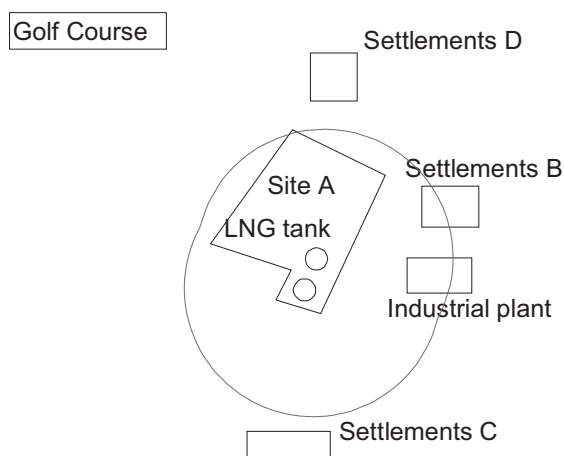 Golf Course
Settlements D
Settlements B
Site A
LNG tank
Industrial plant
Settlements C